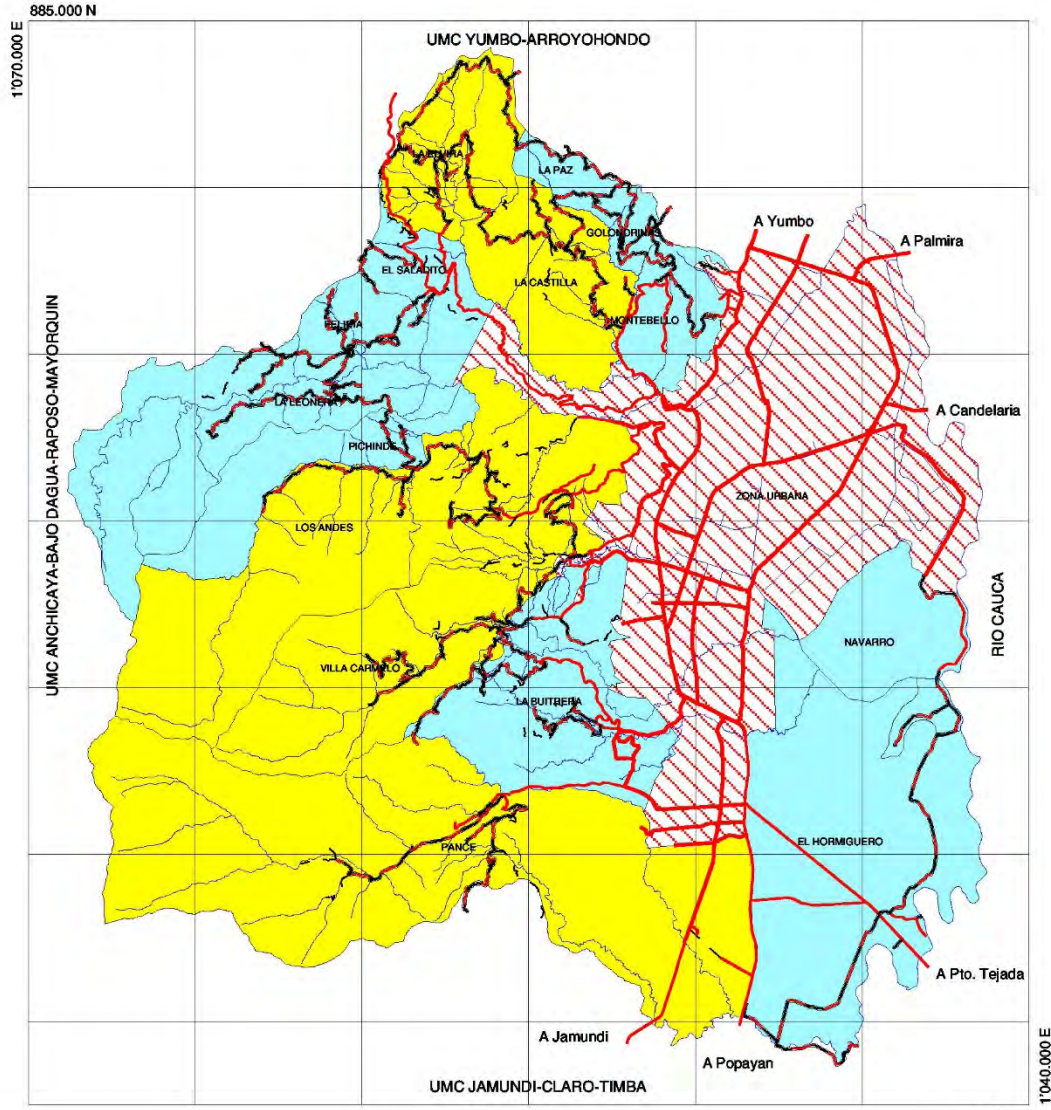 885.000 N
1'070.000 E
UMC YUMBO-ARROYOHONDO
LA ELVIRA
LA PAZ
A Yumbo
A Palmira
GOLONDRINAS
EL SALADITO
LA CASTILLA
MONTEBELLO
FELIDIA
UMC ANCHICAYA-BAJO DAGUA-RAPOSO-MAYORQUIN
LA LEONERA
A Candelaria
PICHINDE
ZONA URBANA
LOS ANDES
NAVARRO
RIO CAUCA
VILLA CARMELO
LA BUITRERA
EL HORMIGUERO
PANCE
A Pto. Tejada
A Jamundi
A Popayan
UMC JAMUNDI-CLARO-TIMBA
1'040.000 E